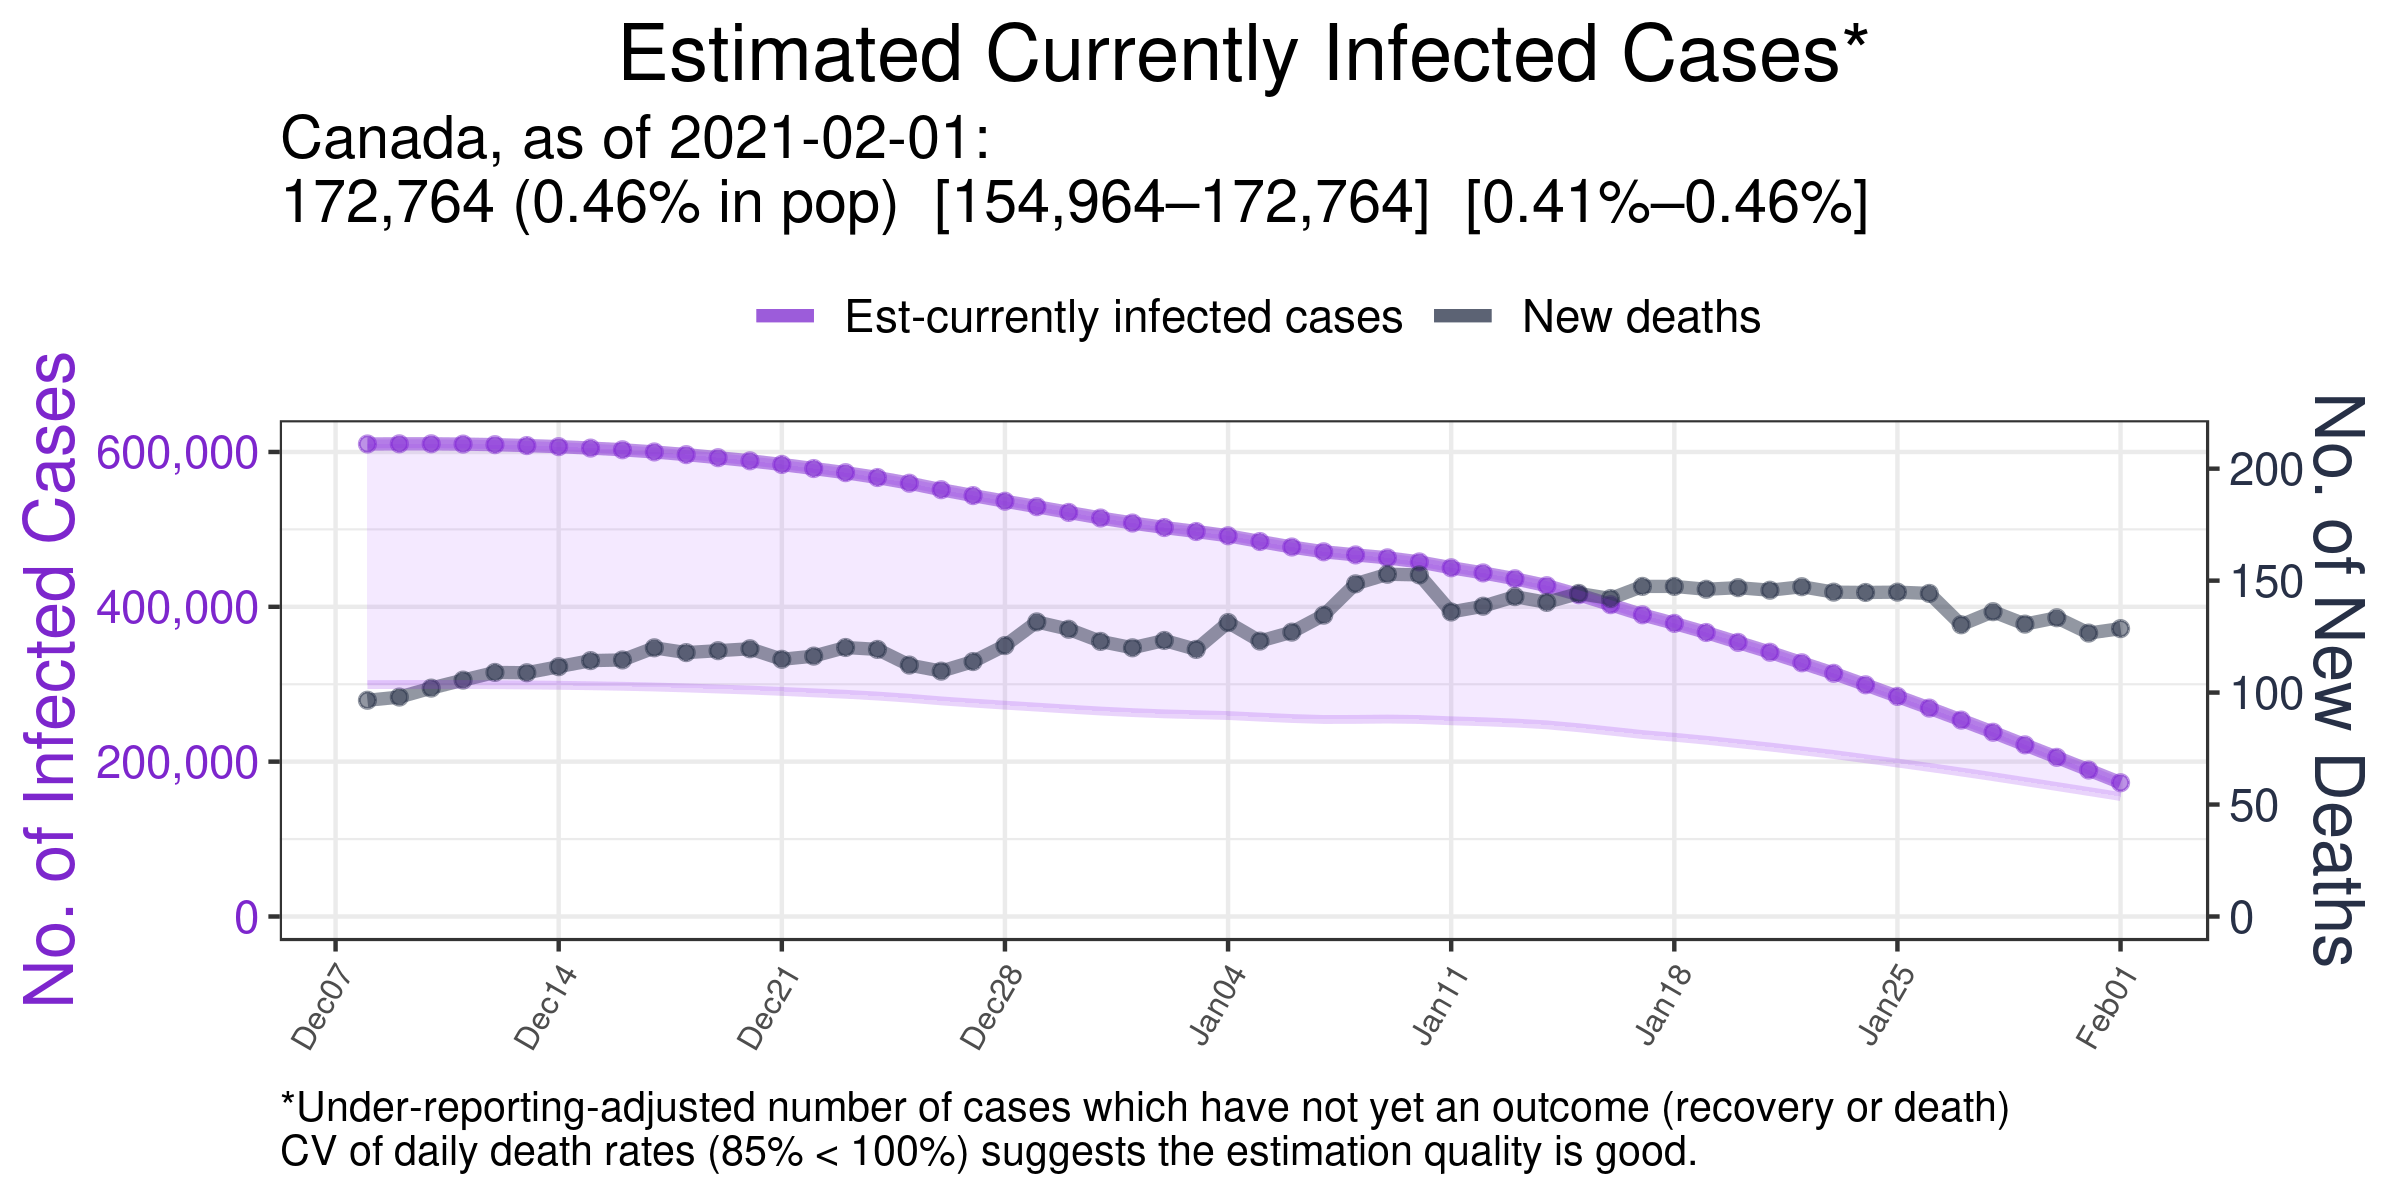 Estimated Currently Infected Cases*
Canada, as of 2021-02-01:
172,764 (0.46% in pop)  [154,964–172,764]  [0.41%–0.46%]
Est-currently infected cases
New deaths
No. of Infected Cases
600,000
400,000
200,000
0
No. of New Deaths
200
150
100
50
0
Dec07
Dec14
Dec21
Dec28
Jan04
Jan11
Jan18
Jan25
Feb01
*Under-reporting-adjusted number of cases which have not yet an outcome (recovery or death)
CV of daily death rates (85% < 100%) suggests the estimation quality is good.